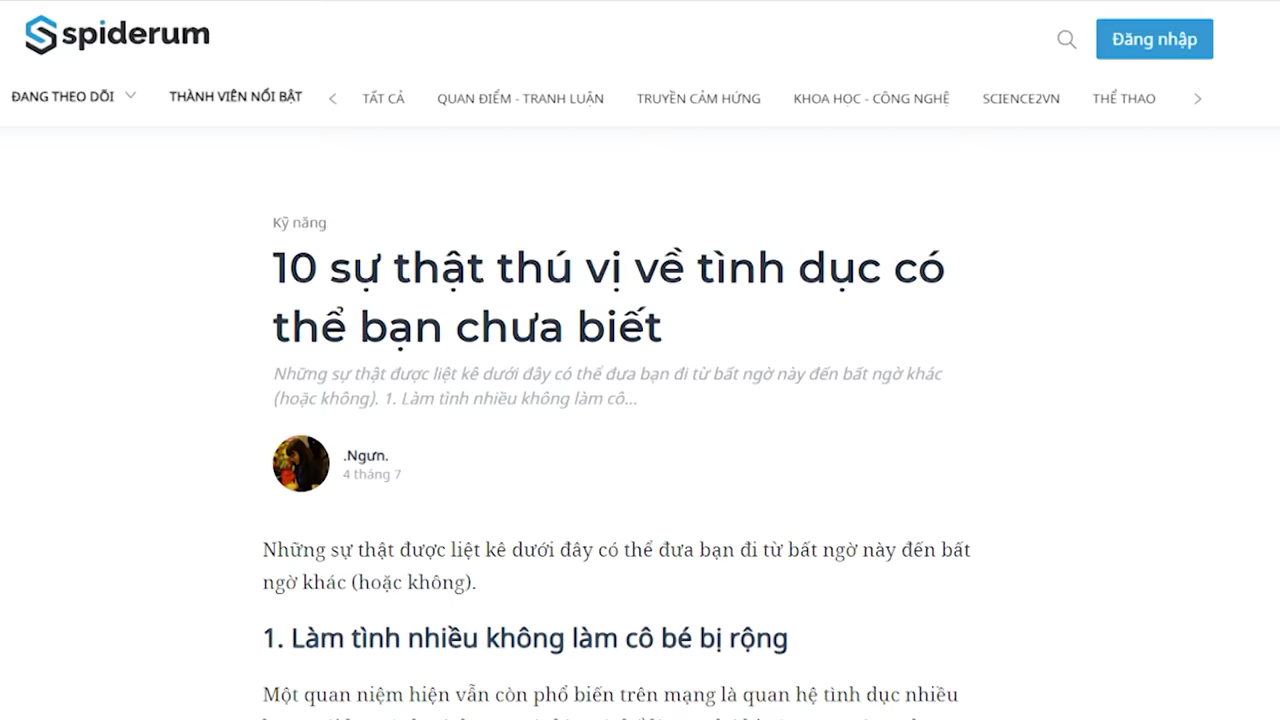 spiderum
Đăng nhập
ĐANG THEO DÕI
THÀNH VIÊN NỔI BẬT
TẤT CẢ
QUAN ĐIỂM - TRANH LUẬN
TRUYỀN CẢM HỨNG
KHOA HỌC - CÔNG NGHỆ
SCIENCE2VN
THỂ THAO
Kỹ năng
10 sự thật thú vị về tình dục có
thể bạn chưa biết
Những sự thật được liệt kê dưới đây có thể đưa bạn đi từ bất ngờ này đến bất ngờ khác
(hoặc không). 1. Làm tình nhiều không làm cô...
.Ngưn.
4 tháng 7
Những sự thật được liệt kê dưới đây có thể đưa bạn đi từ bất ngờ này đến bất
ngờ khác (hoặc không).
1. Làm tình nhiều không làm cô bé bị rộng
Một quan niệm hiện vẫn còn phổ biến trên mạng là quan hệ tình dục nhiều